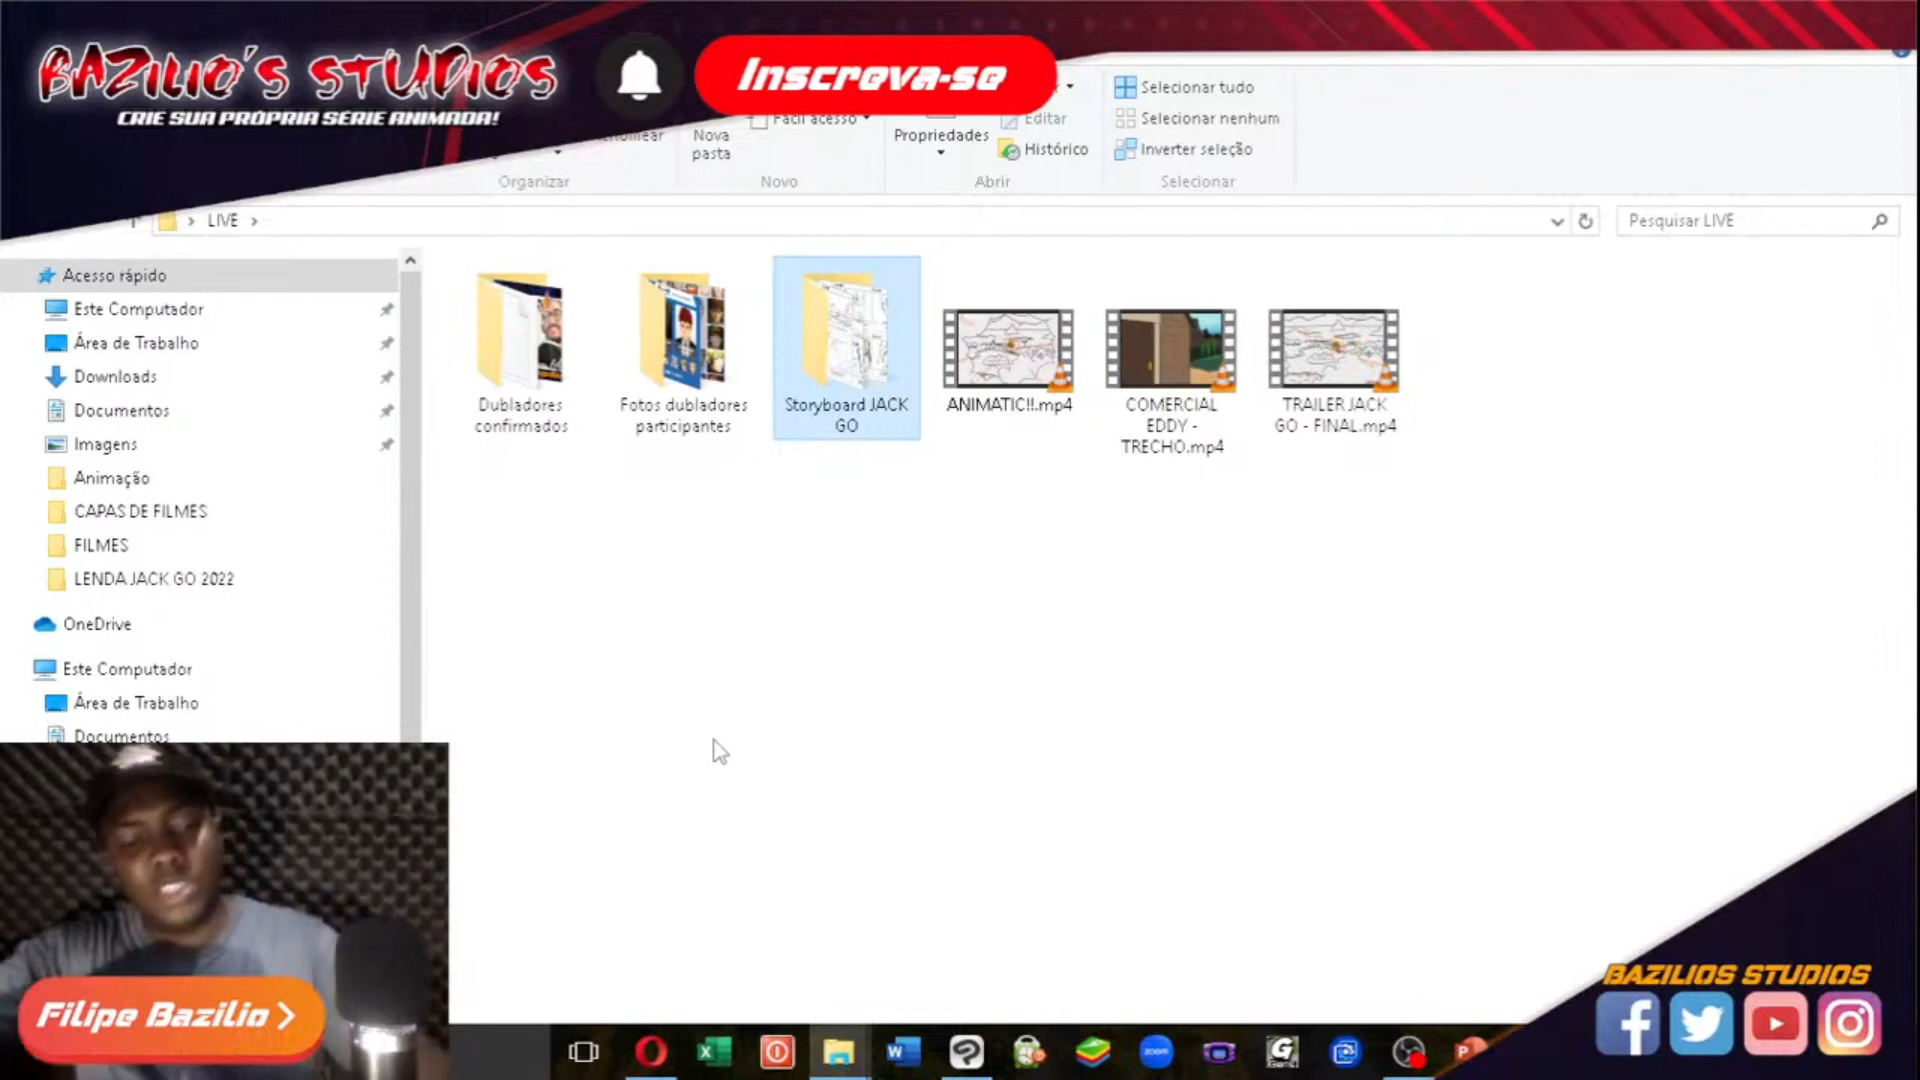 BAZILIO'S STUDIOS
CRIE SUA PRÓPRIA SÉRIE ANIMADA!
Inscreva-se
Selecionar tudo
Fácil acesso
Editar
Selecionar nenhum
Nova pasta
Propriedades
Histórico
Inverter seleção
Organizar
Novo
Abrir
Selecionar
LIVE
Pesquisar LIVE
Acesso rápido
Este Computador
Área de Trabalho
Downloads
Documentos
Imagens
Animação
CAPAS DE FILMES
FILMES
LENDA JACK GO 2022
OneDrive
Este Computador
Área de Trabalho
Documentos
Dubladores
confirmados
Fotos dubladores
participantes
Storyboard JACK
GO
ANIMATIC!!.mp4
COMERCIAL
EDDY -
TRECHO.mp4
TRAILER JACK
GO - FINAL.mp4
Filipe Bazilio
BAZILIOS STUDIOS
zoom